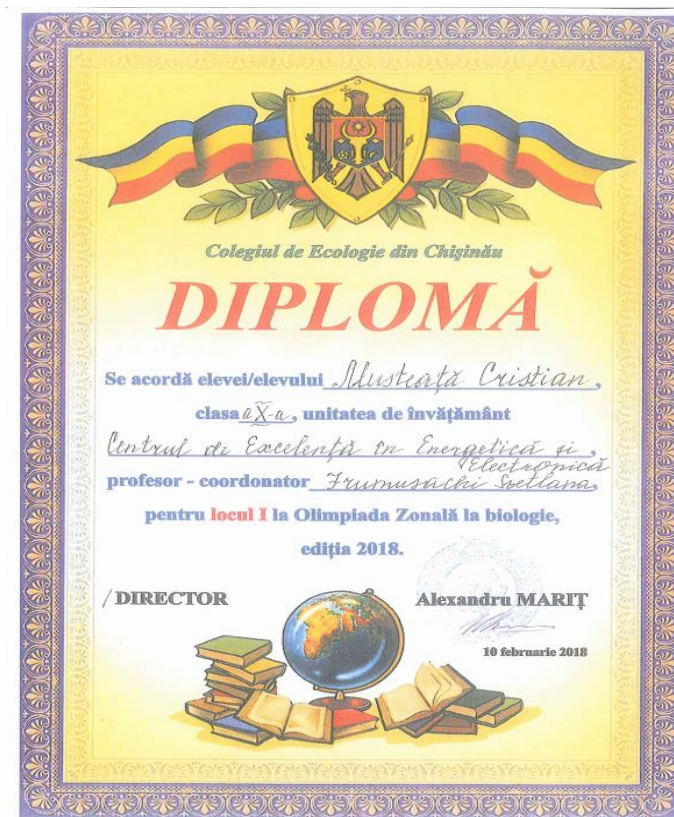 Colegiul de Ecologie din Chișinău
DIPLOMĂ
Se acordă elevei/elevului Musteață Cristian,
clasa a X-a, unitatea de învățământ
Centrul de Excelență în Energetică și
Electronică,
profesor - coordonator Frumusachi Svetlana,
pentru locul I la Olimpiada Zonală la biologie,
ediția 2018.
/DIRECTOR Alexandru MARIȚ
10 februarie 2018